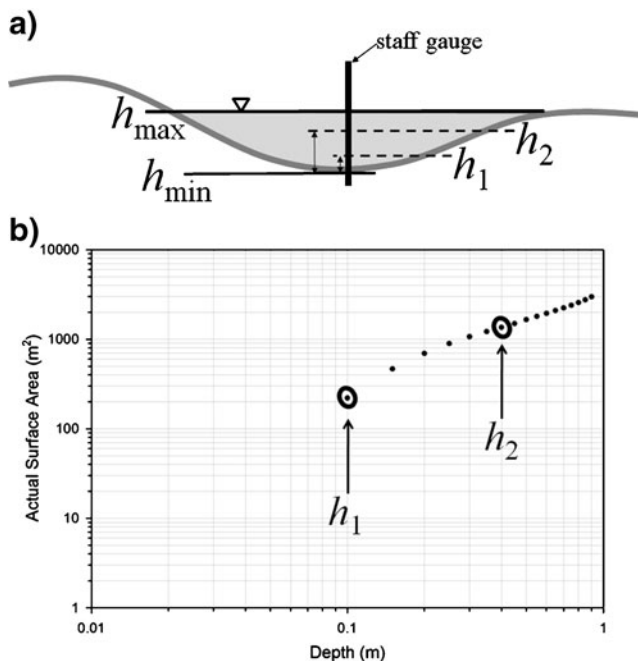 a)
staff gauge
hmax
h2
h1
hmin
b)
10000
1000
100
10
1
Actual Surface Area (m²)
h1
h2
0.01
0.1
1
Depth (m)